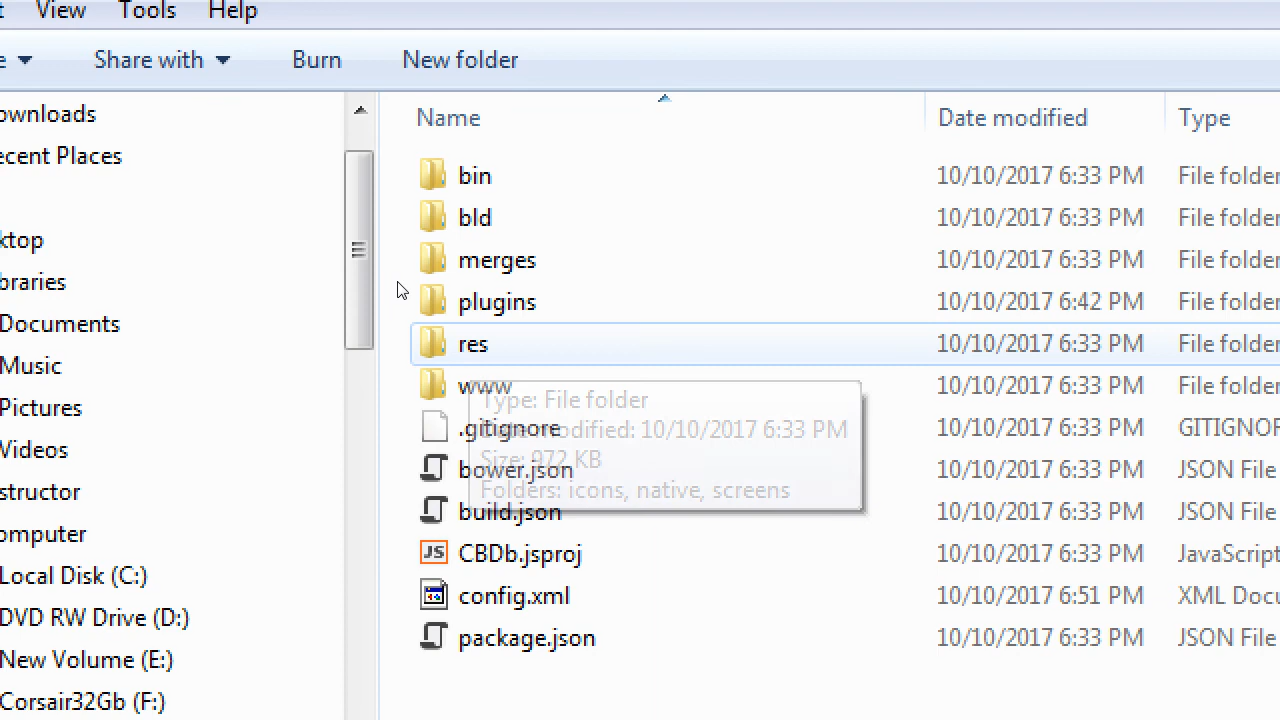 View Tools Help
Share with Burn New folder
ownloads
ecent Places
ktop
braries
Documents
Music
Pictures
Videos
structor
omputer
Local Disk (C:)
DVD RW Drive (D:)
New Volume (E:)
Corsair32Gb (F:)
Name Date modified Type
bin 10/10/2017 6:33 PM File folder
bld 10/10/2017 6:33 PM File folder
merges 10/10/2017 6:33 PM File folder
plugins 10/10/2017 6:42 PM File folder
res 10/10/2017 6:33 PM File folder
www 10/10/2017 6:33 PM File folder
.gitignore 10/10/2017 6:33 PM GITIGNOR
bower.json 10/10/2017 6:33 PM JSON File
build.json 10/10/2017 6:33 PM JSON File
CBDb.jsproj 10/10/2017 6:33 PM JavaScript
config.xml 10/10/2017 6:51 PM XML Docu
package.json 10/10/2017 6:33 PM JSON File
Type: File folder
Date modified: 10/10/2017 6:33 PM
Size: 972 KB
Folders: icons, native, screens